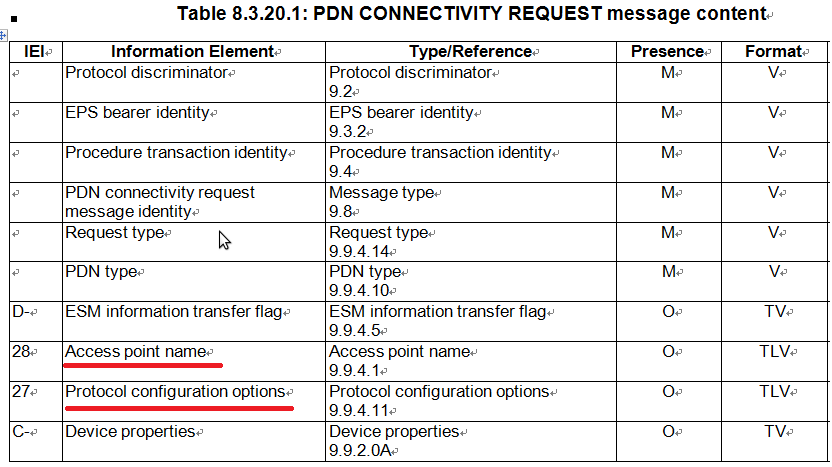 Table 8.3.20.1: PDN CONNECTIVITY REQUEST message content
IEI Information Element Type/Reference Presence Format
Protocol discriminator Protocol discriminator M V
9.2
EPS bearer identity EPS bearer identity M V
9.3.2
Procedure transaction identity Procedure transaction identity M V
9.4
PDN connectivity request Message type M V
message identity 9.8
Request type Request type M V
9.9.4.14
PDN type PDN type M V
9.9.4.10
D- ESM information transfer flag ESM information transfer flag O TV
9.9.4.5
28 Access point name Access point name O TLV
9.9.4.1
27 Protocol configuration options Protocol configuration options O TLV
9.9.4.11
C- Device properties Device properties O TV
9.9.2.0A